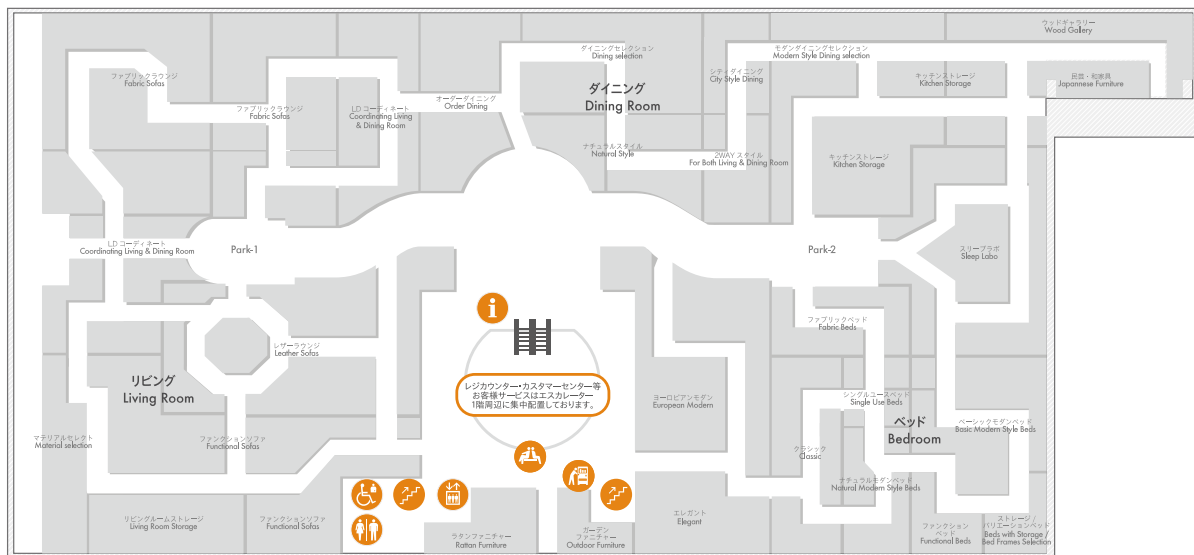 ウッドギャラリー
Wood Gallery
ダイニングセレクション
Dining selection
モダンダイニングセレクション
Modern Style Dining selection
ファブリックラウンジ
Fabric Sofas
シティダイニング
City Style Dining
キッチンストレージ
Kitchen Storage
民芸・和家具
Japannese Furniture
ダイニング
Dining Room
オーダーダイニング
Order Dining
ファブリックラウンジ
Fabric Sofas
LDコーディネート
Coordinating Living
& Dining Room
ナチュラルスタイル
Natural Style
2WAYスタイル
For Both Living & Dining Room
キッチンストレージ
Kitchen Storage
LDコーディネート
Coordinating Living & Dining Room
Park-1
Park-2
スリープラボ
Sleep Labo
i
ファブリックベッド
Fabric Beds
レザーラウンジ
Leather Sofas
リビング
Living Room
レジカウンター・カスタマーセンター等
お客様サービスはエスカレーター
1階周辺に集中配置しております。
ヨーロピアンモダン
European Modern
シングルユースベッド
Single Use Beds
ベッド
Bedroom
ベーシックモダンベッド
Basic Modern Style Beds
マテリアルセレクト
Material selection
ファンクションソファ
Functional Sofas
クラシック
Classic
ナチュラルモダンベッド
Natural Modern Style Beds
リビングルームストレージ
Living Room Storage
ファンクションソファ
Functional Sofas
ラタンファニチャー
Rattan Furniture
ガーデン
ファニチャー
Outdoor Furniture
エレガント
Elegant
ファンクション
ベッド
Functional Beds
ストレージ /
バリエーションベッド
Beds with Storage /
Bed Frames Selection